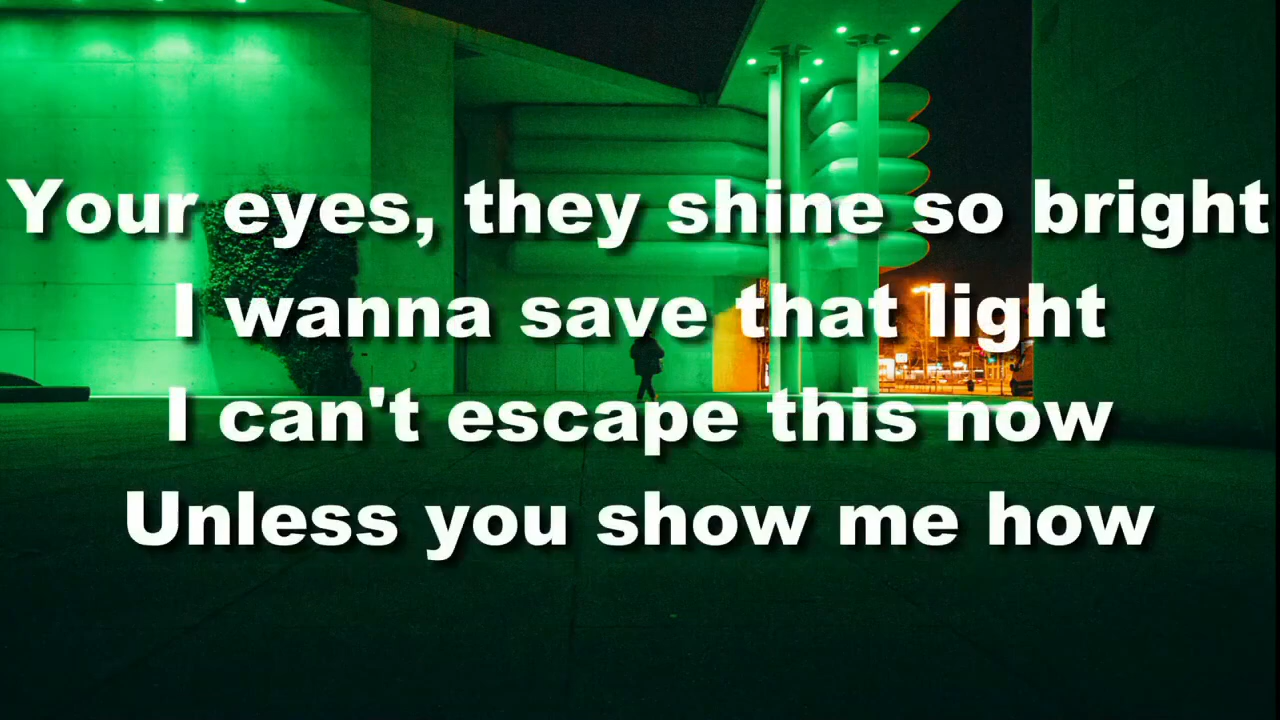 Your eyes, they shine so bright
I wanna save that light
I can't escape this now
Unless you show me how